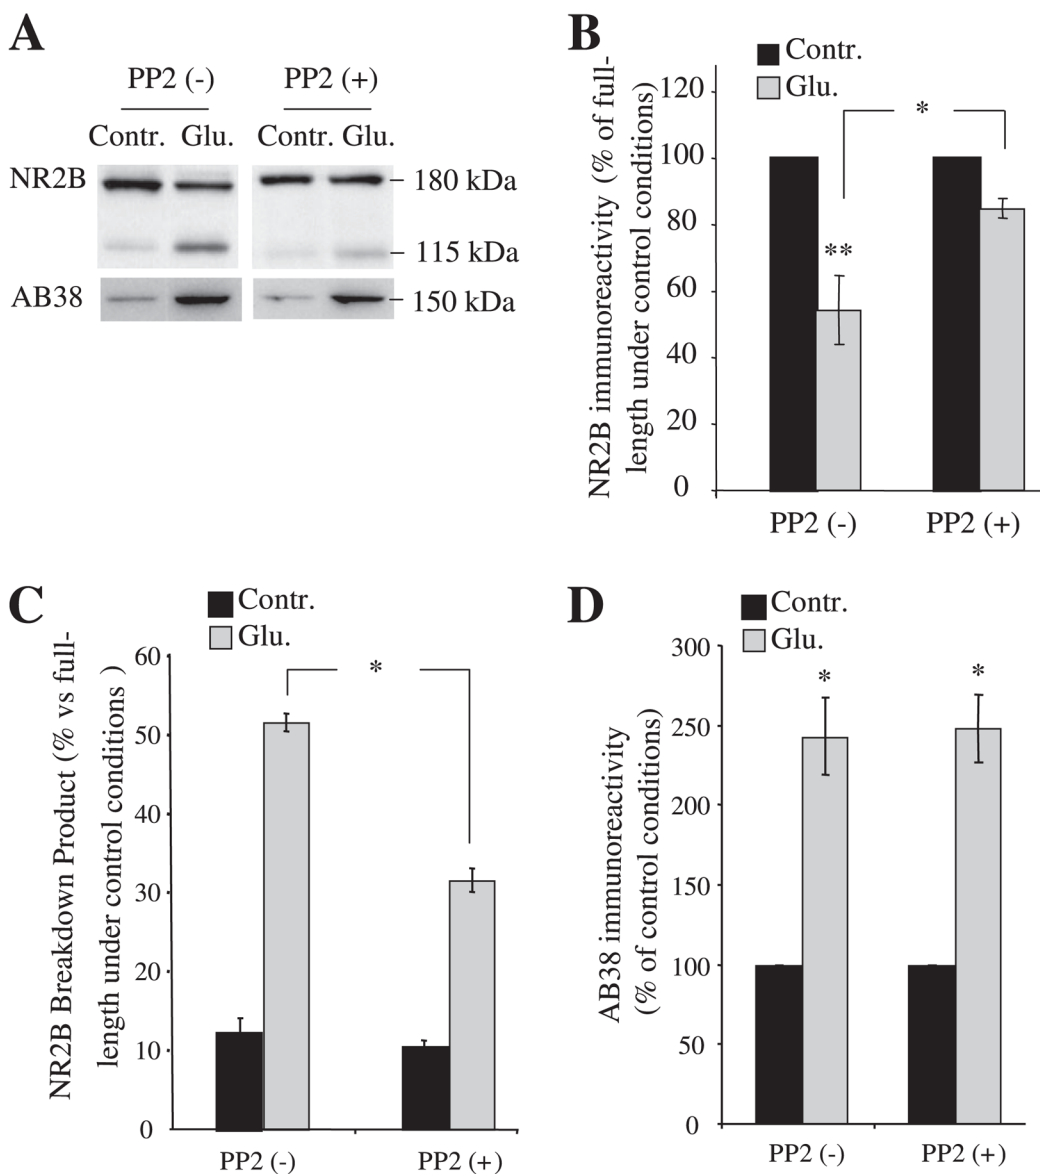 A
PP2 (-)
PP2 (+)
Contr.
Glu.
Contr.
Glu.
NR2B
180 kDa
115 kDa
AB38
150 kDa
B
Contr.
Glu.
NR2B immunoreactivity (% of full-
length under control conditions)
120
100
80
60
40
20
0
**
*
PP2 (-)
PP2 (+)
C
Contr.
Glu.
NR2B Breakdown Product (% vs full-
length under control conditions )
60
50
40
30
20
10
0
*
PP2 (-)
PP2 (+)
D
Contr.
Glu.
AB38 immunoreactivity
(% of control conditions)
300
250
200
150
100
50
0
*
*
PP2 (-)
PP2 (+)